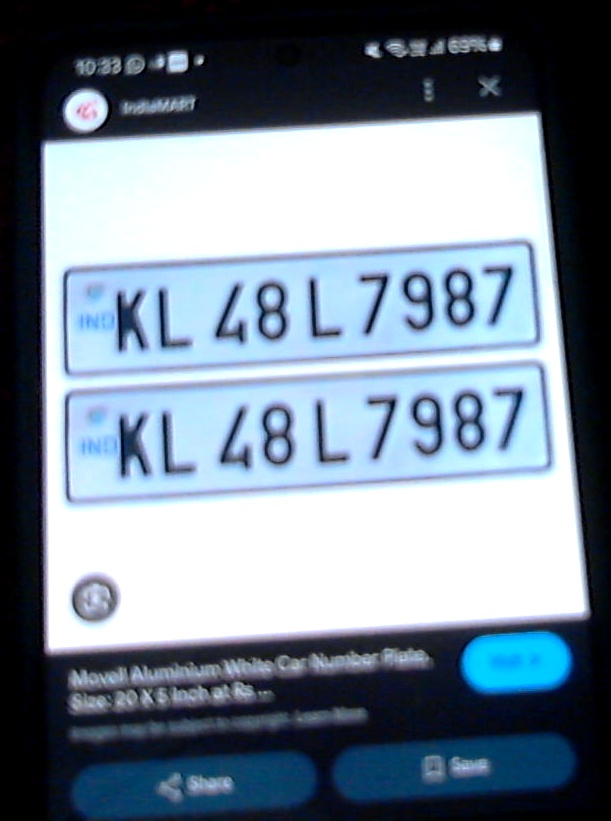 10:33
69%
IndiaMART
IND KL 48 L 7987
IND KL 48 L 7987
Movell Aluminium White Car Number Plate,
Size: 20 X 5 Inch at Rs ...
Images may be subject to copyright. Learn More
Visit >
Share
Save